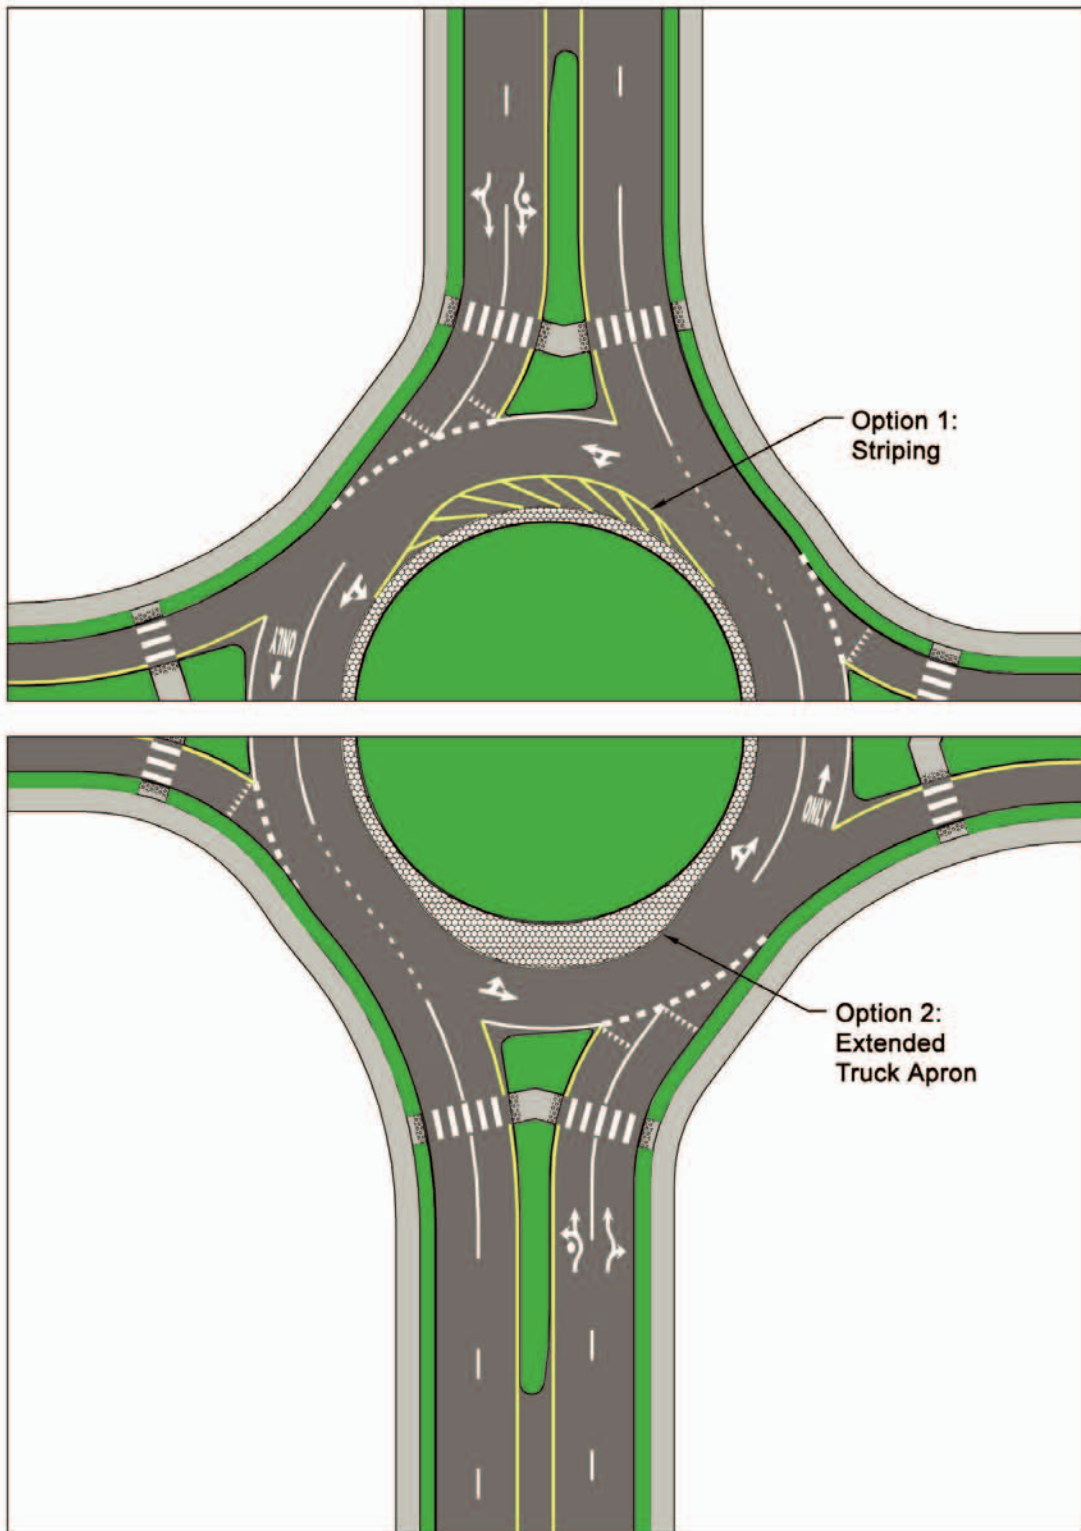 Option 1:
Striping
ONLY
ONLY
Option 2:
Extended
Truck Apron